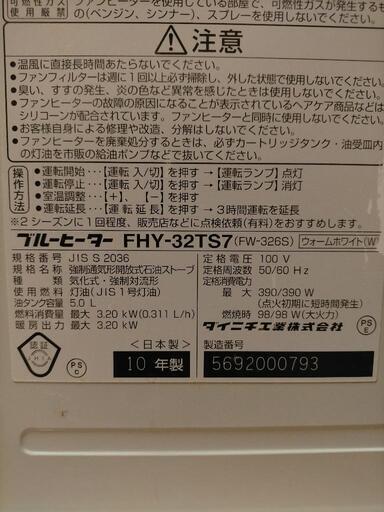 可燃性ガス
使用厳禁
ファンヒーターを使用している部屋で、可燃性ガスが発生するもの
(ベンジン、シンナー)、スプレーを使用しないでください。
注意
●温風に直接長時間あたらないでください。
●ファンフィルターは週に1回以上必ず掃除し、外した状態で使用しないでください。
●臭い、すすの発生、炎の色など異常を感じたときは使用しないでください。
●ファンヒーターの故障の原因になることが表示されているヘアケア商品などは
シリコーンが配合されています。ファンヒーターと同時に使用しないでください。
●お客様自身による修理や改造、分解はしないでください。
●ファンヒーターを廃棄処分するときは、必ずカートリッジタンク・油受皿内
の灯油を市販の給油ポンプなどで抜いてください。
操作方法
●運転開始…[運転 入/切]を押す→[運転ランプ]点灯
●運転停止…[運転 入/切]を押す→[運転ランプ]消灯
●室温調整…[+]、[-]を押す
●運転延長…[運転延長]を押す→3時間運転を延長
※2シーズンに1回程度、販売店などに点検依頼(有料)をおすすめします。
ブルーヒーター FHY-32TS7(FW-326S) ウォームホワイト(W
規格番号 JIS S 2036
規格名称 強制通気形開放式石油ストーブ
種類 気化式・強制対流形
使用燃料 灯油(JIS1号灯油)
油タンク容量 5.0 L
燃料消費量 最大 3.20 kW (0.311 L/h)
暖房出力 最大 3.20 kW
定格電圧 100 V
定格周波数 50/60 Hz
定格消費電力
最大 390/390 W
(点火初期に短時間発生)
燃焼時 98/98 W(大火力)
ダイニチ工業株式会社
認証
JHIA
PS
C
<日本製>
10 年製
製造番号
5692000793
PS
E